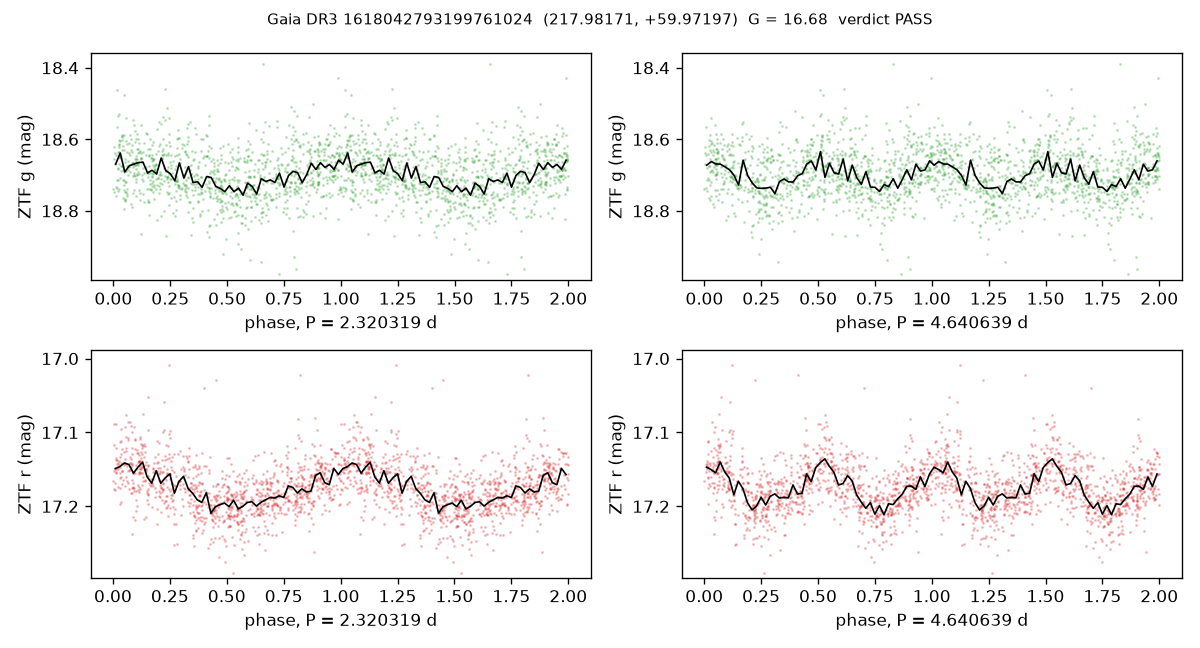 Gaia DR3 1618042793199761024  (217.98171, +59.97197)  G = 16.68  verdict PASS
ZTF g (mag)
18.4
18.6
18.8
0.00 0.25 0.50 0.75 1.00 1.25 1.50 1.75 2.00
phase, P = 2.320319 d
ZTF g (mag)
18.4
18.6
18.8
0.00 0.25 0.50 0.75 1.00 1.25 1.50 1.75 2.00
phase, P = 4.640639 d
ZTF r (mag)
17.0
17.1
17.2
0.00 0.25 0.50 0.75 1.00 1.25 1.50 1.75 2.00
phase, P = 2.320319 d
ZTF r (mag)
17.0
17.1
17.2
0.00 0.25 0.50 0.75 1.00 1.25 1.50 1.75 2.00
phase, P = 4.640639 d